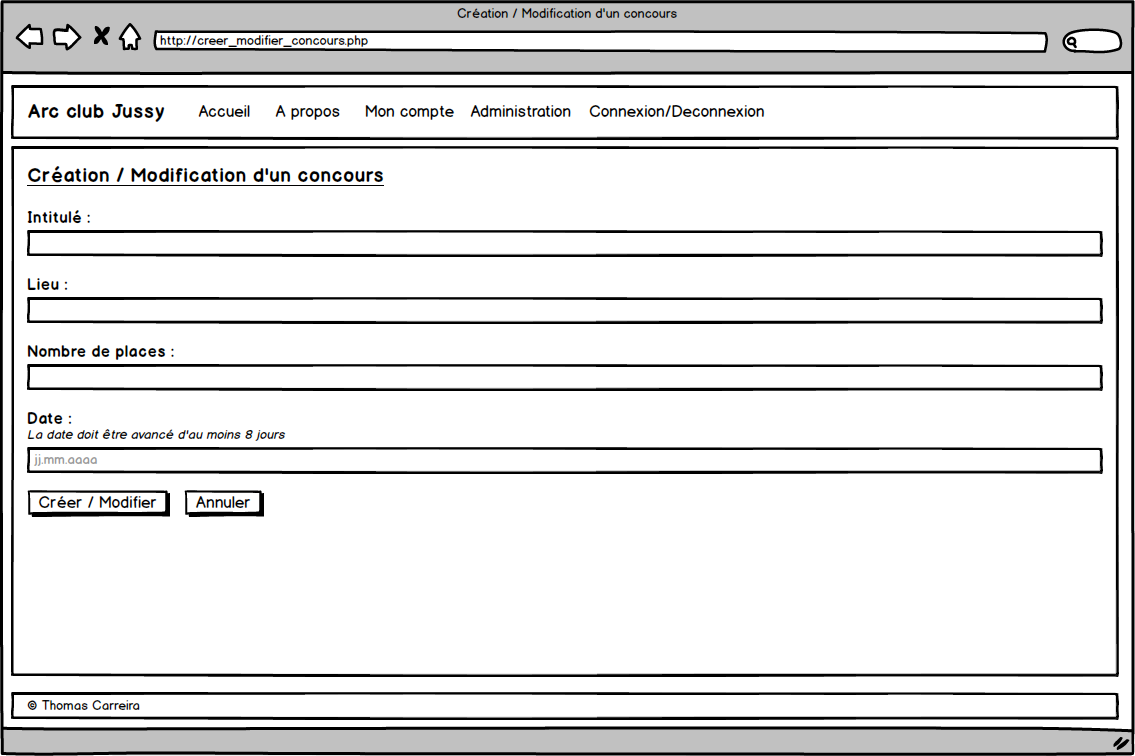 Création / Modification d'un concours
http://creer_modifier_concours.php
Arc club Jussy Accueil A propos Mon compte Administration Connexion/Deconnexion
Création / Modification d'un concours
Intitulé :
Lieu :
Nombre de places :
Date :
La date doit être avancé d'au moins 8 jours
jj.mm.aaaa
Créer / Modifier Annuler
© Thomas Carreira